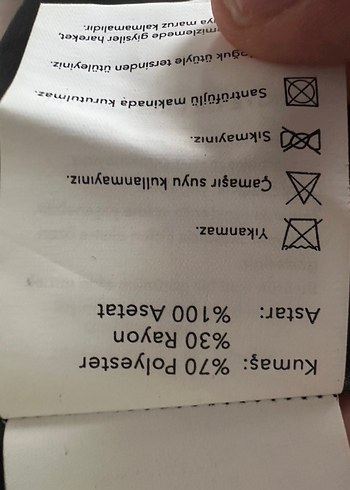 Kumaş: %70 Polyester
%30 Rayon
Astar: %100 Asetat
Yıkanmaz.
Çamaşır suyu kullanmayınız.
Sıkmayınız.
Santrüfüjlü makinada kurutulmaz.
ütüyle tersinden ütüleyiniz.
giysiler hareket,
maruz kalmamalıdır.